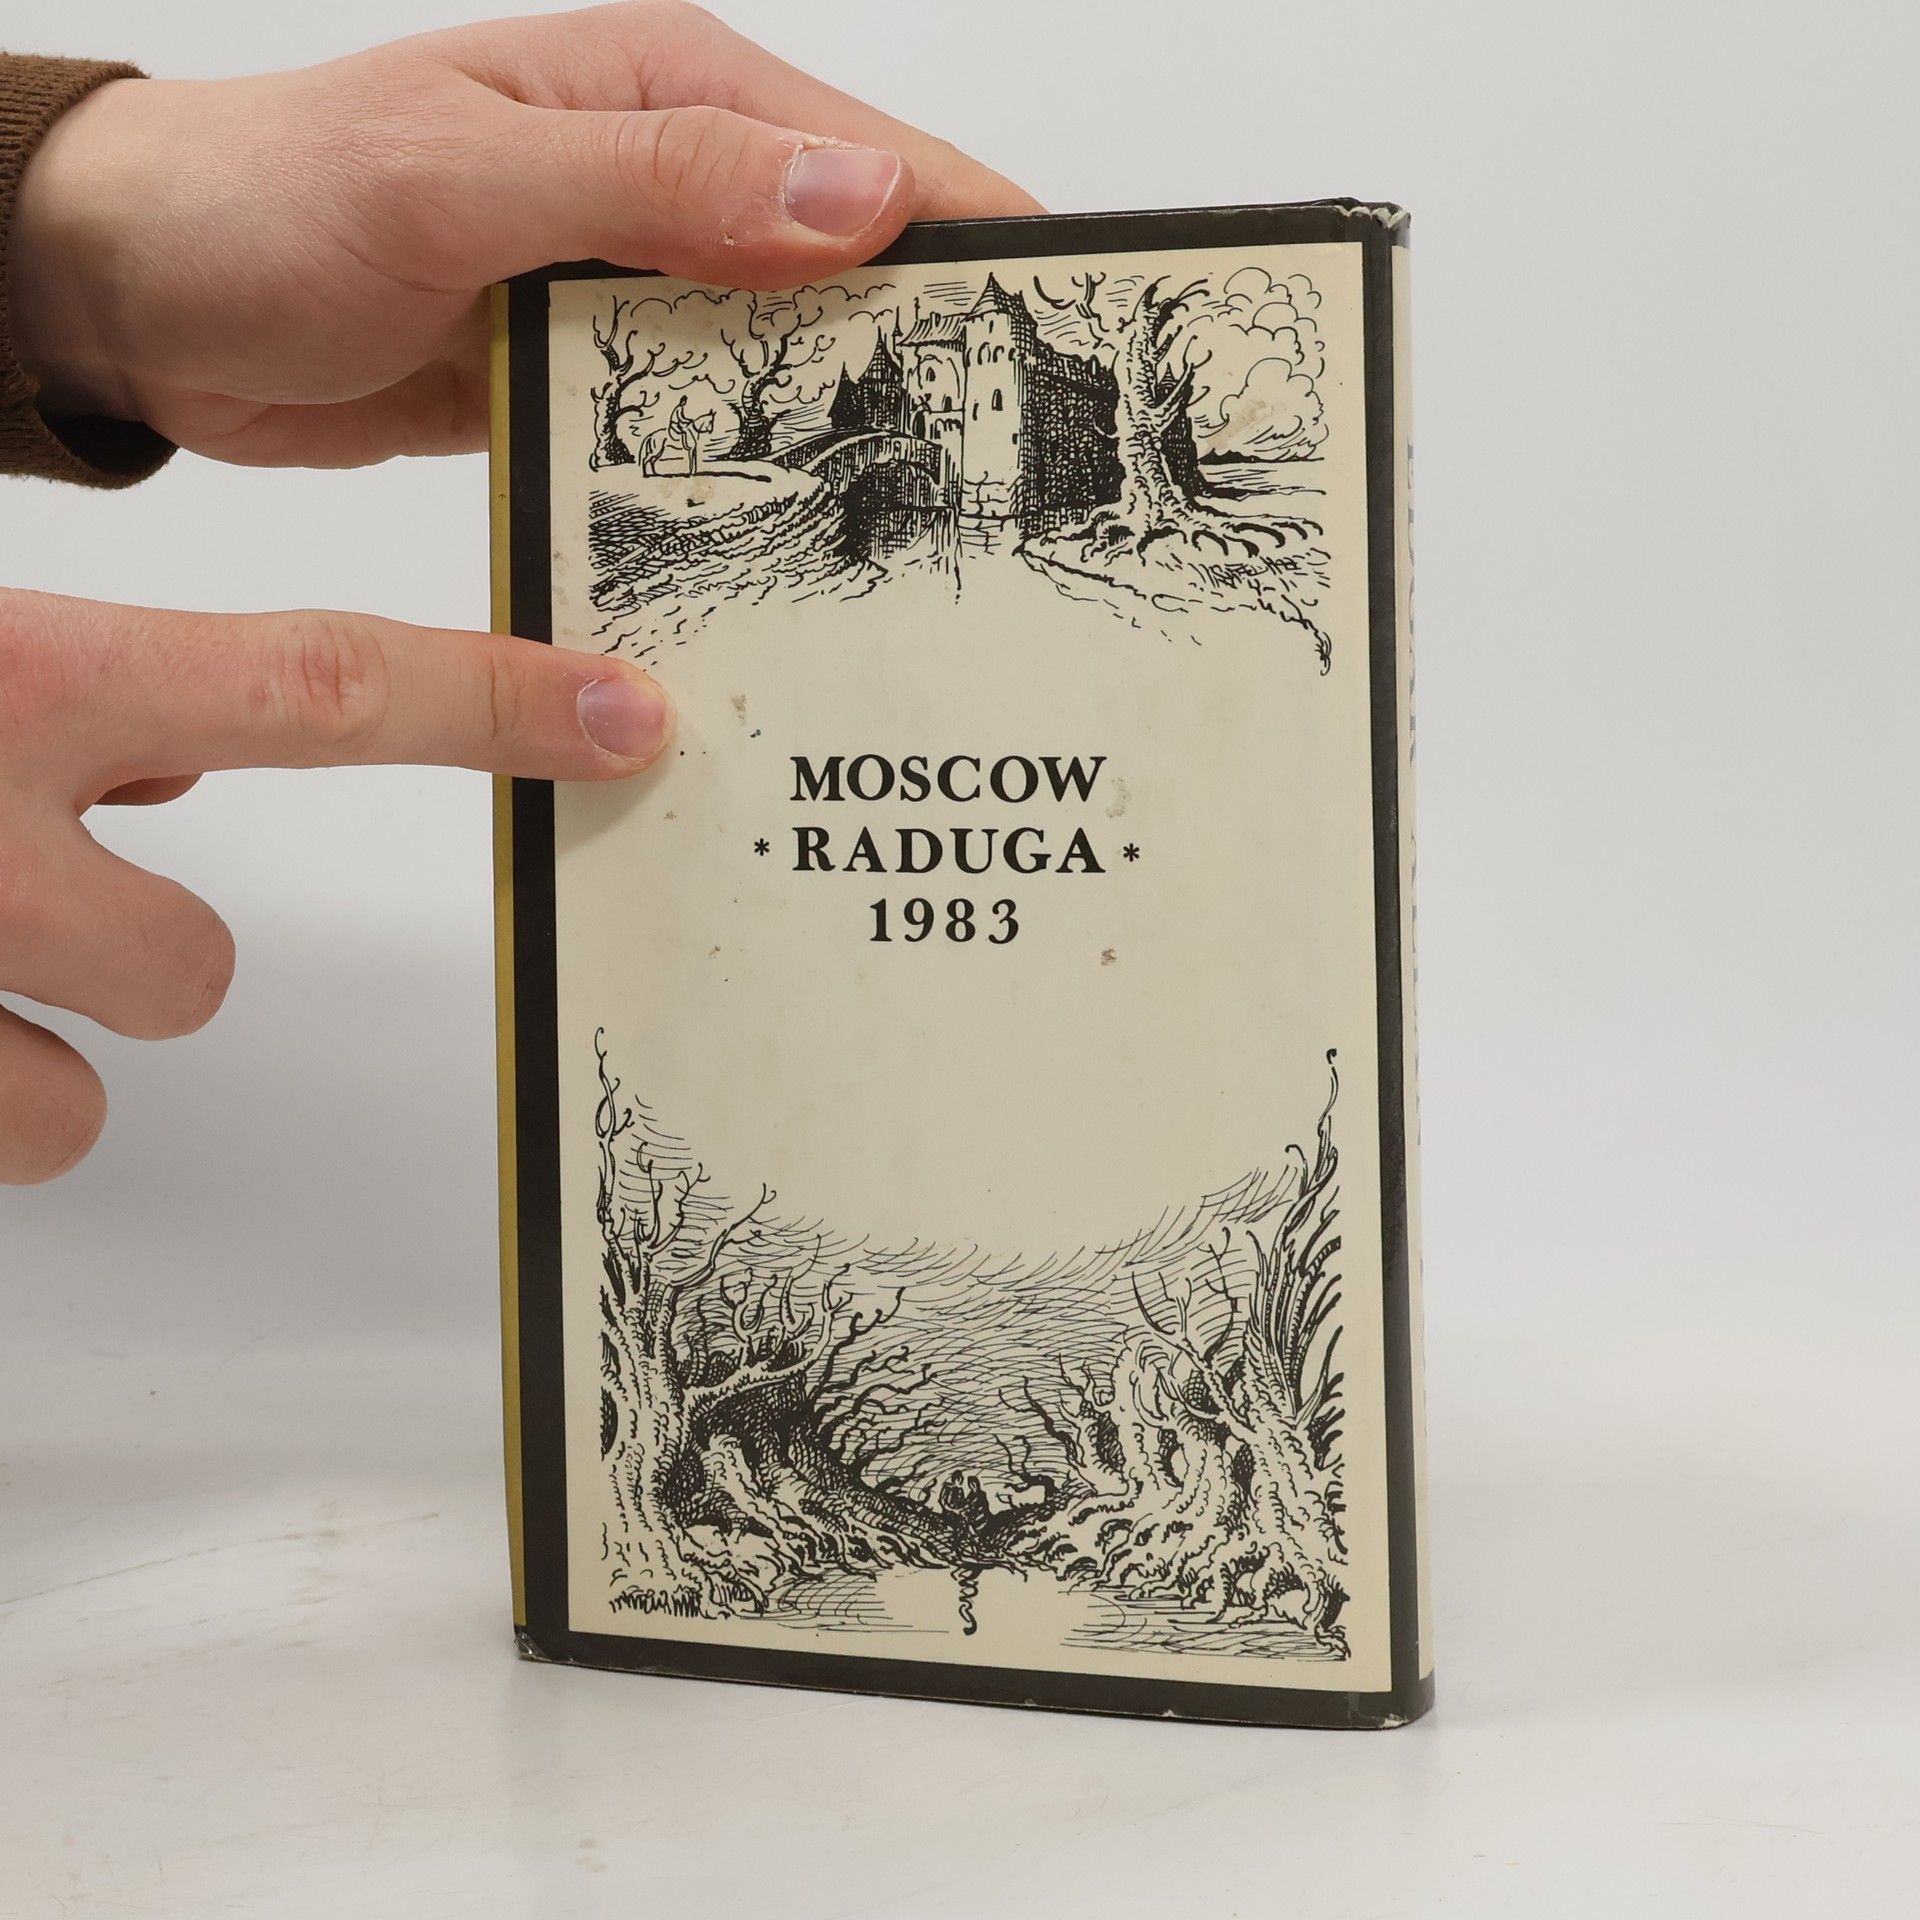 MOSCOW
* RADUGA *
1983